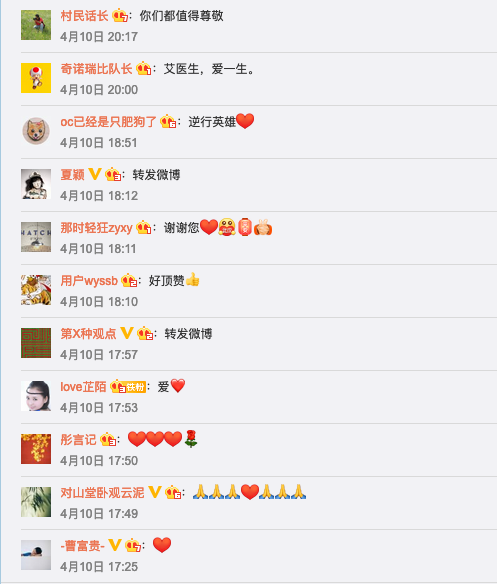 村民话长：你们都值得尊敬
4月10日 20:17
奇诺瑞比队长：艾医生，爱一生。
4月10日 20:00
oc已经是只肥狗了：逆行英雄❤️
4月10日 18:51
夏颖：转发微博
4月10日 18:12
那时轻狂zyxy：谢谢您❤️
4月10日 18:11
用户wyssb：好顶赞👍
4月10日 18:10
第X种观点：转发微博
4月10日 17:57
love芷陌 铁粉：爱❤️
4月10日 17:53
彤言记：❤️❤️❤️🌹
4月10日 17:50
对山堂卧观云泥：🙏🙏🙏❤️🙏🙏🙏
4月10日 17:49
-曹富贵-：❤️
4月10日 17:25